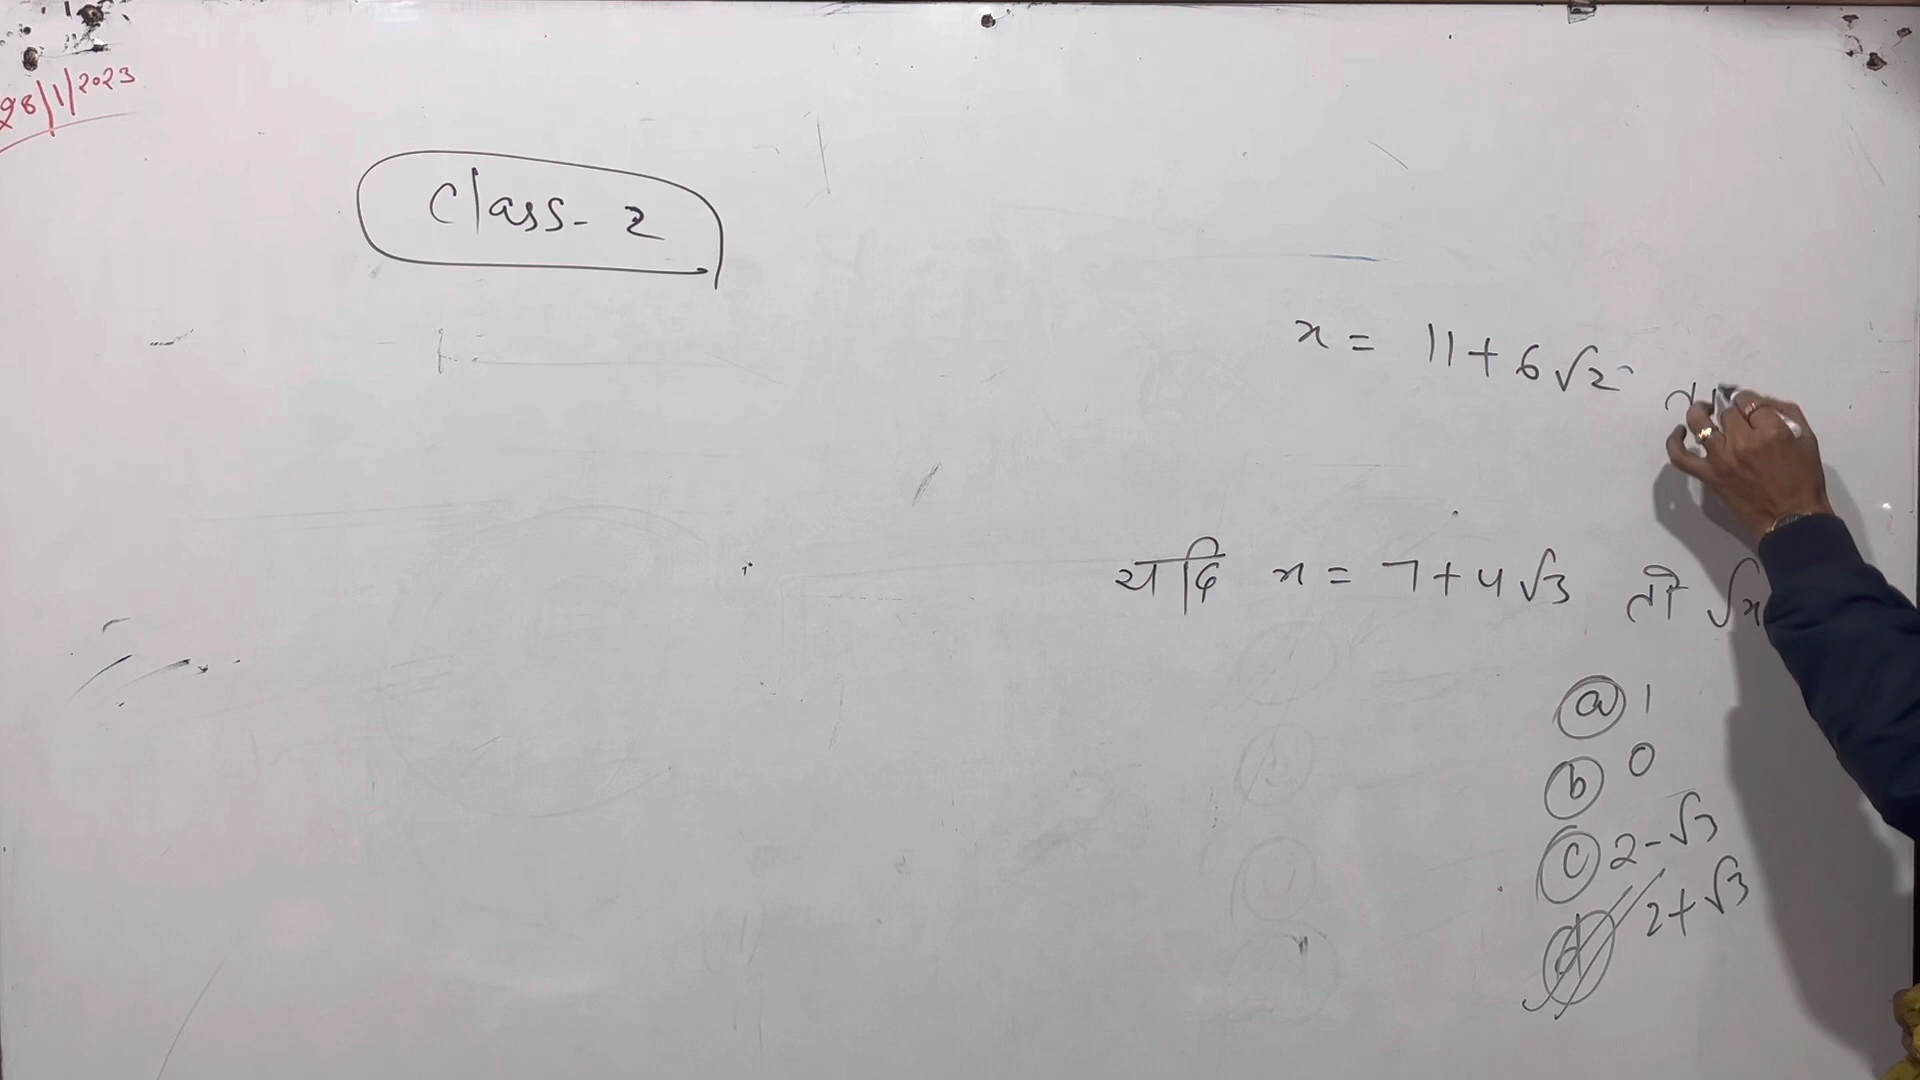 28/1/2023
Class-2
x = 11+6√2
यदि x = 7+4√3 तो √x
(a) 1
(b) 0
(c) 2-√3
(d) 2+√3